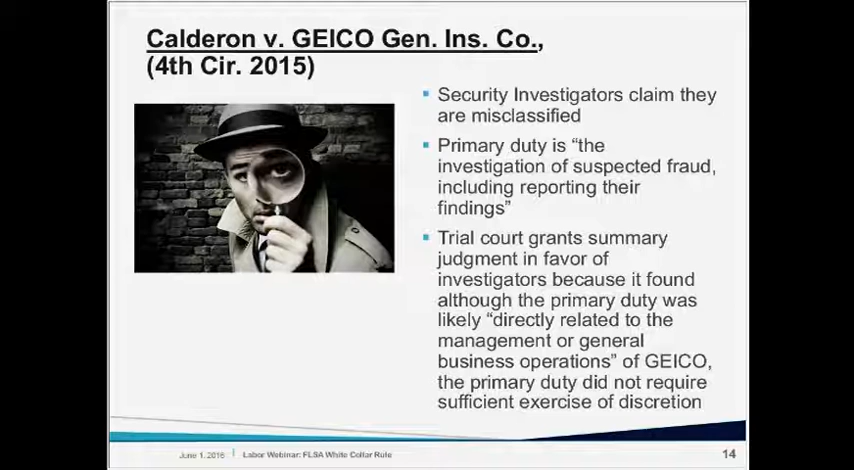 Calderon v. GEICO Gen. Ins. Co.,
(4th Cir. 2015)
Security Investigators claim they
are misclassified
Primary duty is “the
investigation of suspected fraud,
including reporting their
findings”
Trial court grants summary
judgment in favor of
investigators because it found
although the primary duty was
likely “directly related to the
management or general
business operations” of GEICO,
the primary duty did not require
sufficient exercise of discretion
June 1, 2016 | Labor Webinar: FLSA White Collar Rule
14